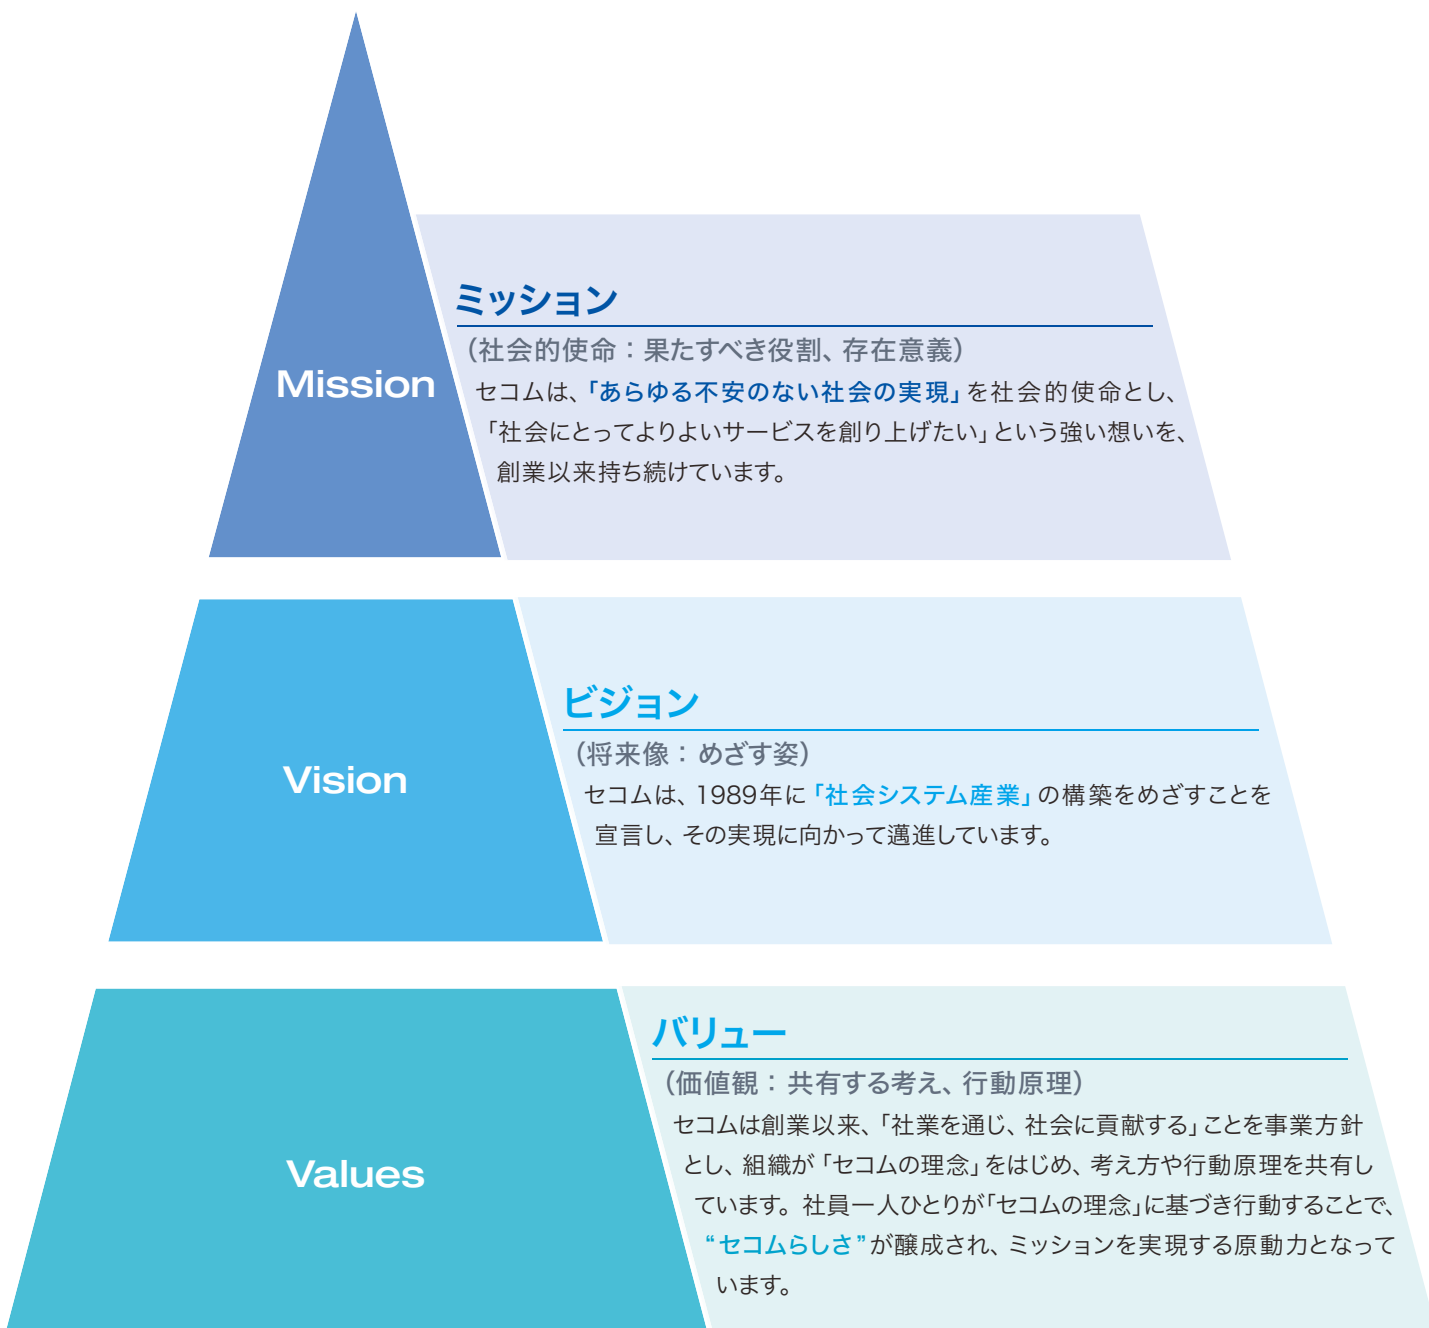 Mission
ミッション
（社会的使命：果たすべき役割、存在意義）
セコムは、「あらゆる不安のない社会の実現」を社会的使命とし、
「社会にとってよりよいサービスを創り上げたい」という強い想いを、
創業以来持ち続けています。
Vision
ビジョン
（将来像：めざす姿）
セコムは、1989年に「社会システム産業」の構築をめざすことを
宣言し、その実現に向かって邁進しています。
Values
バリュー
（価値観：共有する考え、行動原理）
セコムは創業以来、「社業を通じ、社会に貢献する」ことを事業方針
とし、組織が「セコムの理念」をはじめ、考え方や行動原理を共有し
ています。社員一人ひとりが「セコムの理念」に基づき行動することで、
“セコムらしさ”が醸成され、ミッションを実現する原動力となって
います。